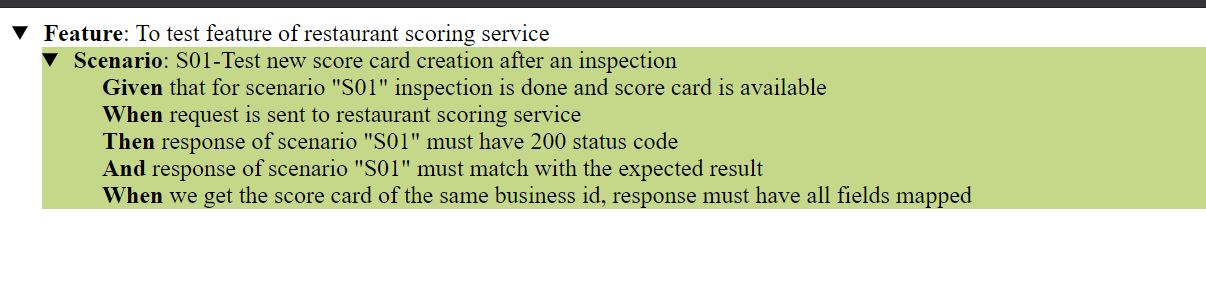 Feature: To test feature of restaurant scoring service
Scenario: S01-Test new score card creation after an inspection
Given that for scenario "S01" inspection is done and score card is available
When request is sent to restaurant scoring service
Then response of scenario "S01" must have 200 status code
And response of scenario "S01" must match with the expected result
When we get the score card of the same business id, response must have all fields mapped